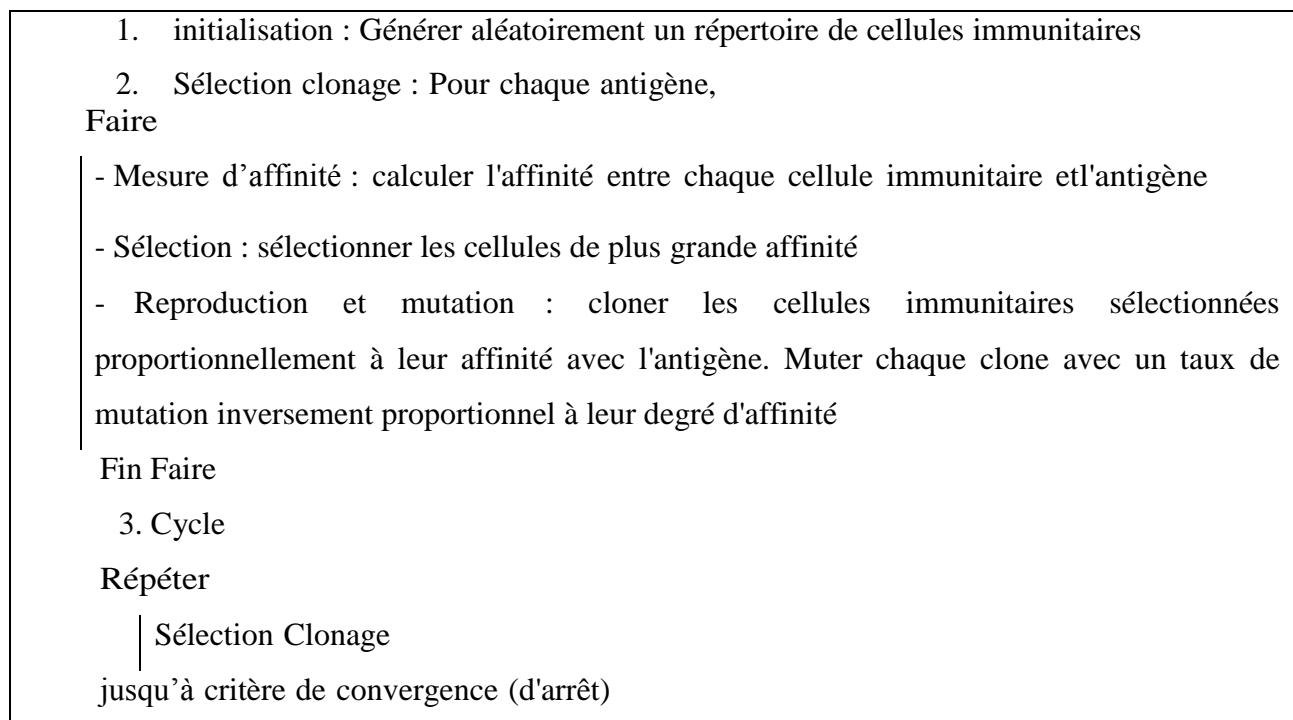 1. initialisation : Générer aléatoirement un répertoire de cellules immunitaires
2. Sélection clonage : Pour chaque antigène,
Faire
- Mesure d’affinité : calculer l'affinité entre chaque cellule immunitaire etl'antigène
- Sélection : sélectionner les cellules de plus grande affinité
- Reproduction et mutation : cloner les cellules immunitaires sélectionnées
proportionnellement à leur affinité avec l'antigène. Muter chaque clone avec un taux de
mutation inversement proportionnel à leur degré d'affinité
Fin Faire
3. Cycle
Répéter
Sélection Clonage
jusqu’à critère de convergence (d'arrêt)